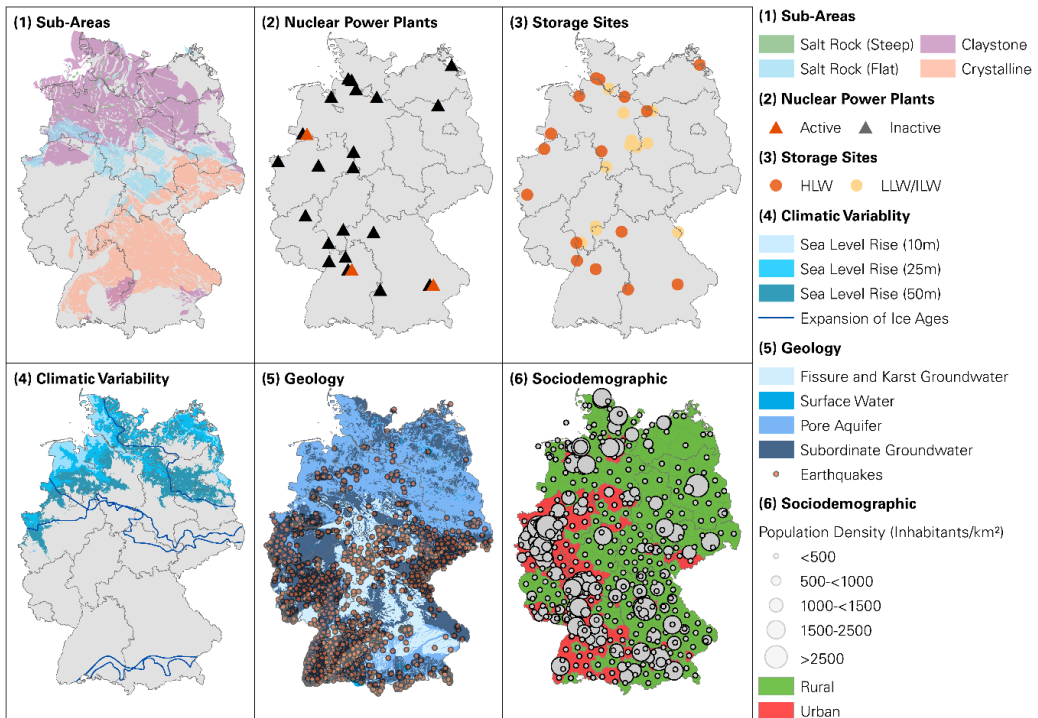 (1) Sub-Areas
(2) Nuclear Power Plants
(3) Storage Sites
(4) Climatic Variability
(5) Geology
(6) Sociodemographic
(1) Sub-Areas
Salt Rock (Steep)
Claystone
Salt Rock (Flat)
Crystalline
(2) Nuclear Power Plants
Active
Inactive
(3) Storage Sites
HLW
LLW/ILW
(4) Climatic Variablity
Sea Level Rise (10m)
Sea Level Rise (25m)
Sea Level Rise (50m)
Expansion of Ice Ages
(5) Geology
Fissure and Karst Groundwater
Surface Water
Pore Aquifer
Subordinate Groundwater
Earthquakes
(6) Sociodemographic
Population Density (Inhabitants/km²)
<500
500-<1000
1000-<1500
1500-2500
>2500
Rural
Urban